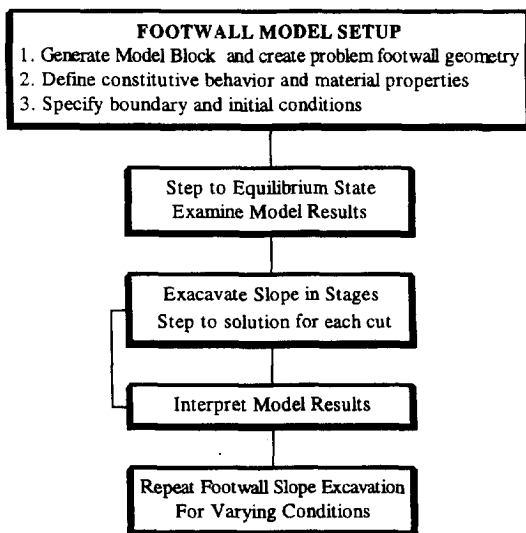 FOOTWALL MODEL SETUP
1. Generate Model Block and create problem footwall geometry
2. Define constitutive behavior and material properties
3. Specify boundary and initial conditions
Step to Equilibrium State
Examine Model Results
Exacavate Slope in Stages
Step to solution for each cut
Interpret Model Results
Repeat Footwall Slope Excavation
For Varying Conditions